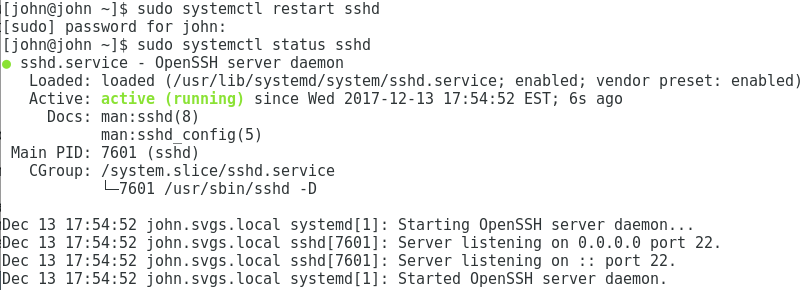 [john@john ~]$ sudo systemctl restart sshd
[sudo] password for john:
[john@john ~]$ sudo systemctl status sshd
● sshd.service - OpenSSH server daemon
   Loaded: loaded (/usr/lib/systemd/system/sshd.service; enabled; vendor preset: enabled)
   Active: active (running) since Wed 2017-12-13 17:54:52 EST; 6s ago
     Docs: man:sshd(8)
           man:sshd_config(5)
 Main PID: 7601 (sshd)
   CGroup: /system.slice/sshd.service
           └─7601 /usr/sbin/sshd -D

Dec 13 17:54:52 john.svgs.local systemd[1]: Starting OpenSSH server daemon...
Dec 13 17:54:52 john.svgs.local sshd[7601]: Server listening on 0.0.0.0 port 22.
Dec 13 17:54:52 john.svgs.local sshd[7601]: Server listening on :: port 22.
Dec 13 17:54:52 john.svgs.local systemd[1]: Started OpenSSH server daemon.